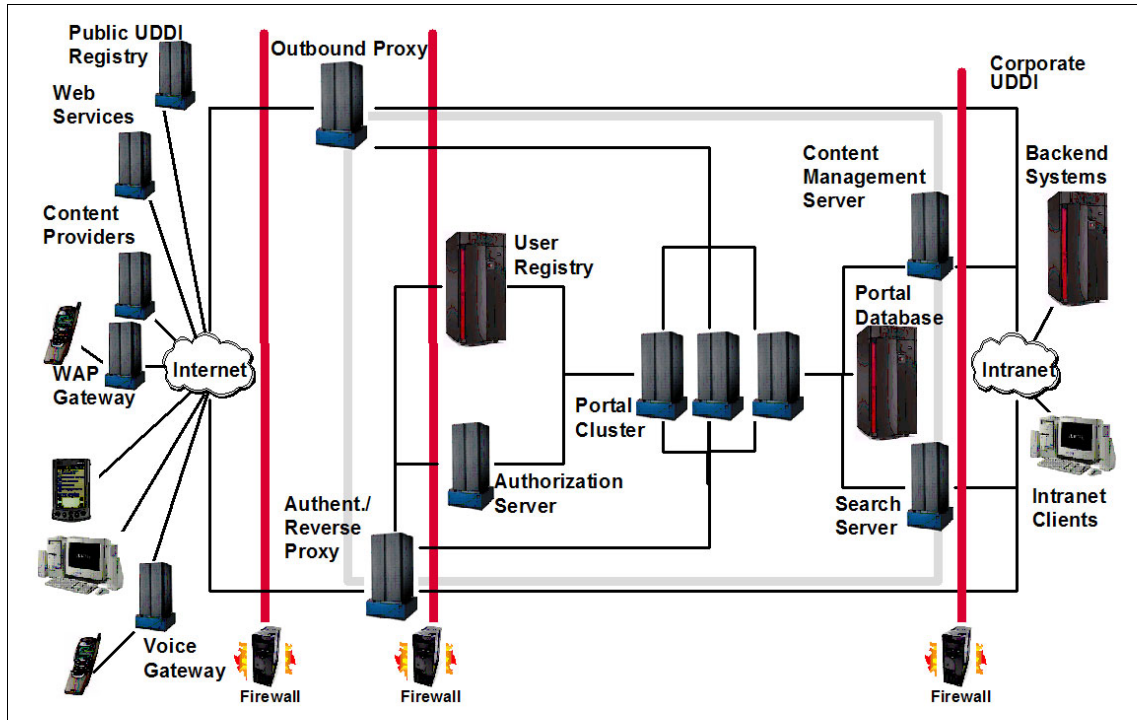 Public UDDI
Registry
Outbound Proxy
Corporate
UDDI
Web
Services
Content
Management
Server
Backend
Systems
Content
Providers
User
Registry
Portal
Database
WAP
Gateway
Internet
Intranet
Portal
Cluster
Authorization
Server
Authent./
Reverse
Proxy
Search
Server
Intranet
Clients
Voice
Gateway
Firewall
Firewall
Firewall